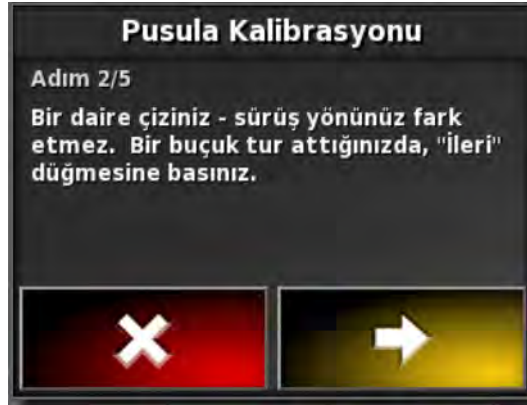 Pusula Kalibrasyonu
Adım 2/5
Bir daire çiziniz - sürüş yönünüz fark
etmez.  Bir buçuk tur attığınızda, "İleri"
düğmesine basınız.